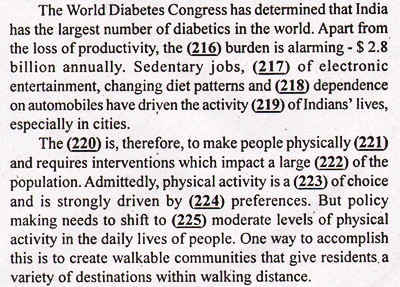 The World Diabetes Congress has determined that India
has the largest number of diabetics in the world. Apart from
the loss of productivity, the (216) burden is alarming - $ 2.8
billion annually. Sedentary jobs, (217) of electronic
entertainment, changing diet patterns and (218) dependence
on automobiles have driven the activity (219) of Indians' lives,
especially in cities.
The (220) is, therefore, to make people physically (221)
and requires interventions which impact a large (222) of the
population. Admittedly, physical activity is a (223) of choice
and is strongly driven by (224) preferences. But policy
making needs to shift to (225) moderate levels of physical
activity in the daily lives of people. One way to accomplish
this is to create walkable communities that give residents a
variety of destinations within walking distance.